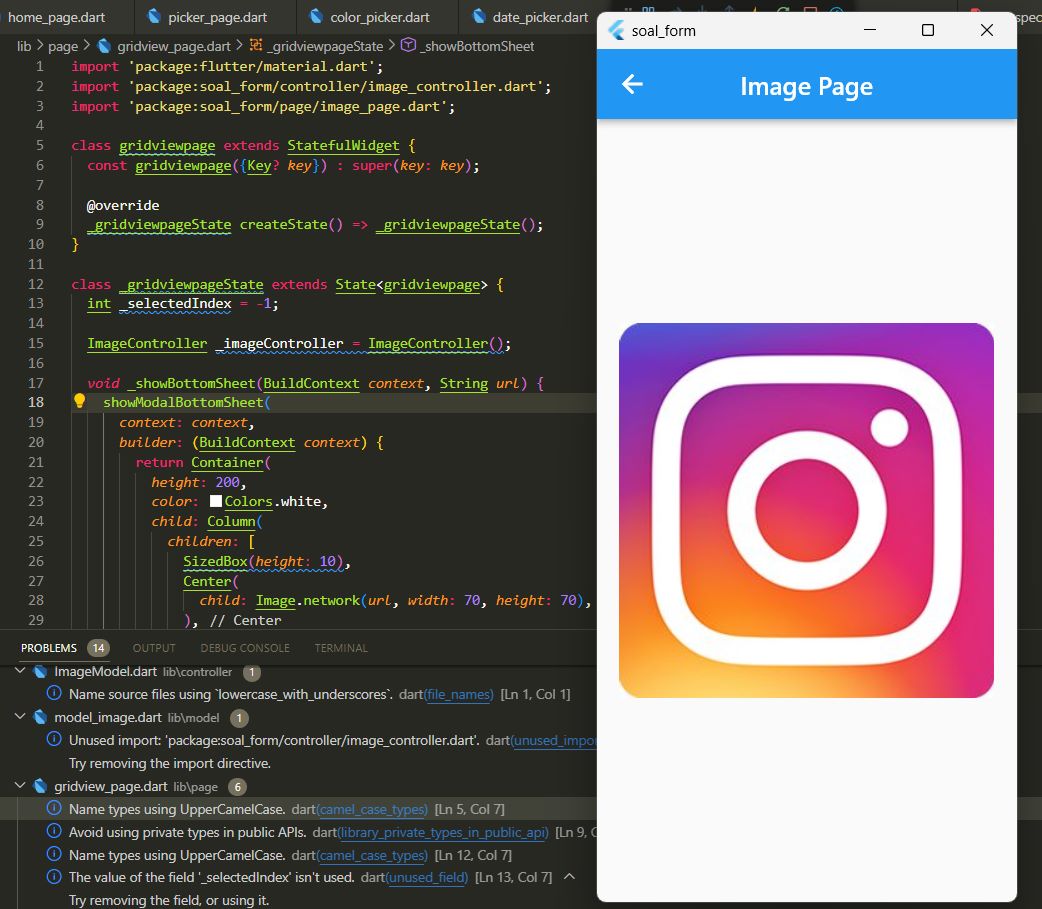 home_page.dart
picker_page.dart
color_picker.dart
date_picker.dart
lib > page > gridview_page.dart > _gridviewpageState > _showBottomSheet
1 import 'package:flutter/material.dart';
2 import 'package:soal_form/controller/image_controller.dart';
3 import 'package:soal_form/page/image_page.dart';
4
5 class gridviewpage extends StatefulWidget {
6 const gridviewpage({Key? key}) : super(key: key);
7
8 @override
9 _gridviewpageState createState() => _gridviewpageState();
10 }
11
12 class _gridviewpageState extends State<gridviewpage> {
13 int _selectedIndex = -1;
14
15 ImageController _imageController = ImageController();
16
17 void _showBottomSheet(BuildContext context, String url) {
18 showModalBottomSheet(
19 context: context,
20 builder: (BuildContext context) {
21 return Container(
22 height: 200,
23 color: Colors.white,
24 child: Column(
25 children: [
26 SizedBox(height: 10),
27 Center(
28 child: Image.network(url, width: 70, height: 70),
29 ), // Center
PROBLEMS 14 OUTPUT DEBUG CONSOLE TERMINAL
ImageModel.dart lib\controller 1
Name source files using `lowercase_with_underscores`. dart(file_names) [Ln 1, Col 1]
model_image.dart lib\model 1
Unused import: 'package:soal_form/controller/image_controller.dart'. dart(unused_impo
Try removing the import directive.
gridview_page.dart lib\page 6
Name types using UpperCamelCase. dart(camel_case_types) [Ln 5, Col 7]
Avoid using private types in public APIs. dart(library_private_types_in_public_api) [Ln 9, C
Name types using UpperCamelCase. dart(camel_case_types) [Ln 12, Col 7]
The value of the field '_selectedIndex' isn't used. dart(unused_field) [Ln 13, Col 7]
Try removing the field, or using it.
soal_form
Image Page